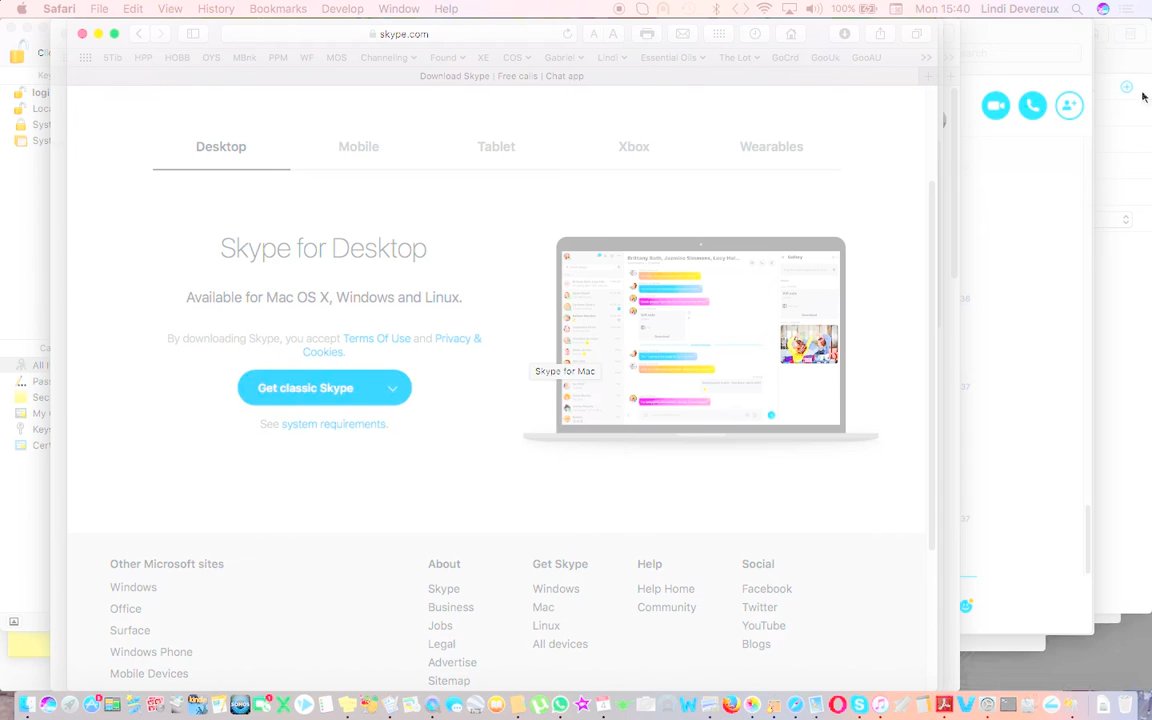 Safari File Edit View History Bookmarks Develop Window Help 100% Mon 15:40 Lindi Devereux
skype.com
A A
5Tib HPP HOBB OYS MBnk PPM WF MOS Channeling Found XE COS Gabriel Lindi Essential Oils The Lot GoCrd GooUk GooAU
Download Skype | Free calls | Chat app
Desktop Mobile Tablet Xbox Wearables
Skype for Desktop
Available for Mac OS X, Windows and Linux.
By downloading Skype, you accept Terms Of Use and Privacy &
Cookies.
Get classic Skype
See system requirements.
Skype for Mac
Gallery
Other Microsoft sites
Windows
Office
Surface
Windows Phone
Mobile Devices
About
Skype
Business
Jobs
Legal
Advertise
Sitemap
Get Skype
Windows
Mac
Linux
All devices
Help
Help Home
Community
Social
Facebook
Twitter
YouTube
Blogs
36
37
37